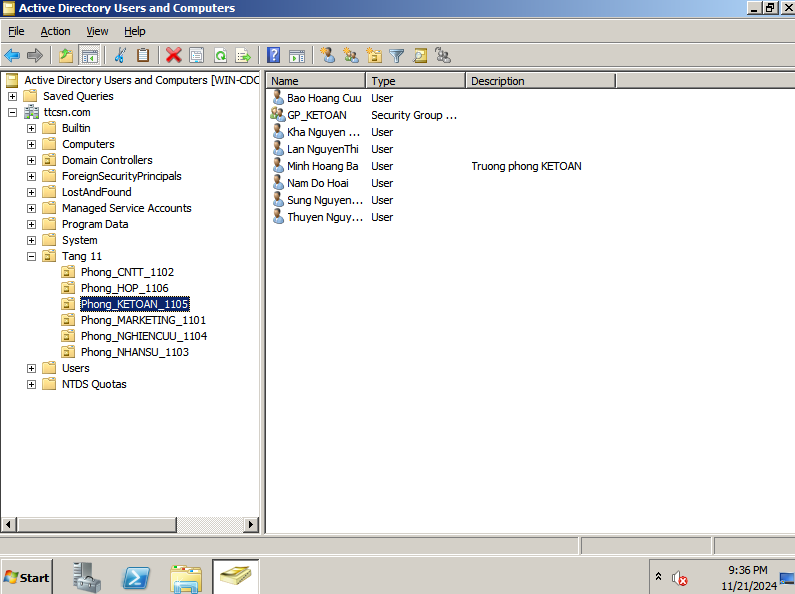 Active Directory Users and Computers
File Action View Help
Active Directory Users and Computers [WIN-CDC
Saved Queries
ttcsn.com
Builtin
Computers
Domain Controllers
ForeignSecurityPrincipals
LostAndFound
Managed Service Accounts
Program Data
System
Tang 11
Phong_CNTT_1102
Phong_HOP_1106
Phong_KETOAN_1105
Phong_MARKETING_1101
Phong_NGHIENCUU_1104
Phong_NHANSU_1103
Users
NTDS Quotas
Name Type Description
Bao Hoang Cuu User
GP_KETOAN Security Group ...
Kha Nguyen ... User
Lan NguyenThi User
Minh Hoang Ba User Truong phong KETOAN
Nam Do Hoai User
Sung Nguyen... User
Thuyen Nguy... User
Start
9:36 PM
11/21/2024